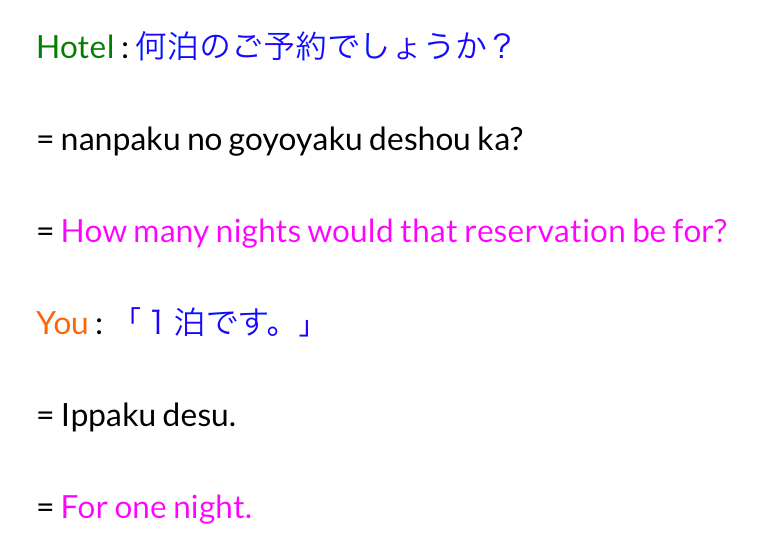 Hotel : 何泊のご予約でしょうか？
= nanpaku no goyoyaku deshou ka?
= How many nights would that reservation be for?
You : 「１泊です。」
= Ippaku desu.
= For one night.